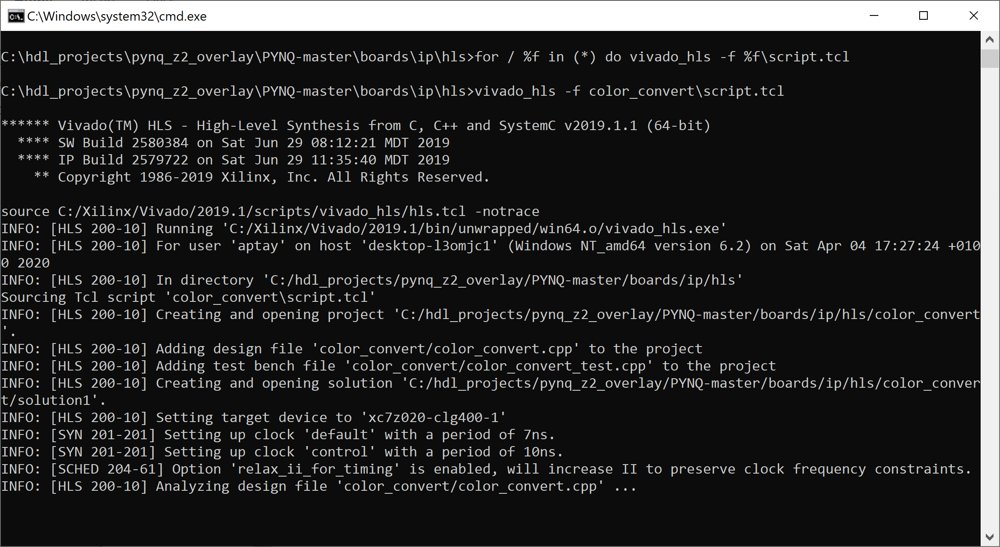 C:\Windows\system32\cmd.exe
C:\hdl_projects\pynq_z2_overlay\PYNQ-master\boards\ip\hls>for / %f in (*) do vivado_hls -f %f\script.tcl
C:\hdl_projects\pynq_z2_overlay\PYNQ-master\boards\ip\hls>vivado_hls -f color_convert\script.tcl
****** Vivado(TM) HLS - High-Level Synthesis from C, C++ and SystemC v2019.1.1 (64-bit)
  **** SW Build 2580384 on Sat Jun 29 08:12:21 MDT 2019
  **** IP Build 2579722 on Sat Jun 29 11:35:40 MDT 2019
    ** Copyright 1986-2019 Xilinx, Inc. All Rights Reserved.
source C:/Xilinx/Vivado/2019.1/scripts/vivado_hls/hls.tcl -notrace
INFO: [HLS 200-10] Running 'C:/Xilinx/Vivado/2019.1/bin/unwrapped/win64.o/vivado_hls.exe'
INFO: [HLS 200-10] For user 'aptay' on host 'desktop-l3omjc1' (Windows NT_amd64 version 6.2) on Sat Apr 04 17:27:24 +010
0 2020
INFO: [HLS 200-10] In directory 'C:/hdl_projects/pynq_z2_overlay/PYNQ-master/boards/ip/hls'
Sourcing Tcl script 'color_convert\script.tcl'
INFO: [HLS 200-10] Creating and opening project 'C:/hdl_projects/pynq_z2_overlay/PYNQ-master/boards/ip/hls/color_convert
'.
INFO: [HLS 200-10] Adding design file 'color_convert/color_convert.cpp' to the project
INFO: [HLS 200-10] Adding test bench file 'color_convert/color_convert_test.cpp' to the project
INFO: [HLS 200-10] Creating and opening solution 'C:/hdl_projects/pynq_z2_overlay/PYNQ-master/boards/ip/hls/color_conver
t/solution1'.
INFO: [HLS 200-10] Setting target device to 'xc7z020-clg400-1'
INFO: [SYN 201-201] Setting up clock 'default' with a period of 7ns.
INFO: [SYN 201-201] Setting up clock 'control' with a period of 10ns.
INFO: [SCHED 204-61] Option 'relax_ii_for_timing' is enabled, will increase II to preserve clock frequency constraints.
INFO: [HLS 200-10] Analyzing design file 'color_convert/color_convert.cpp' ...